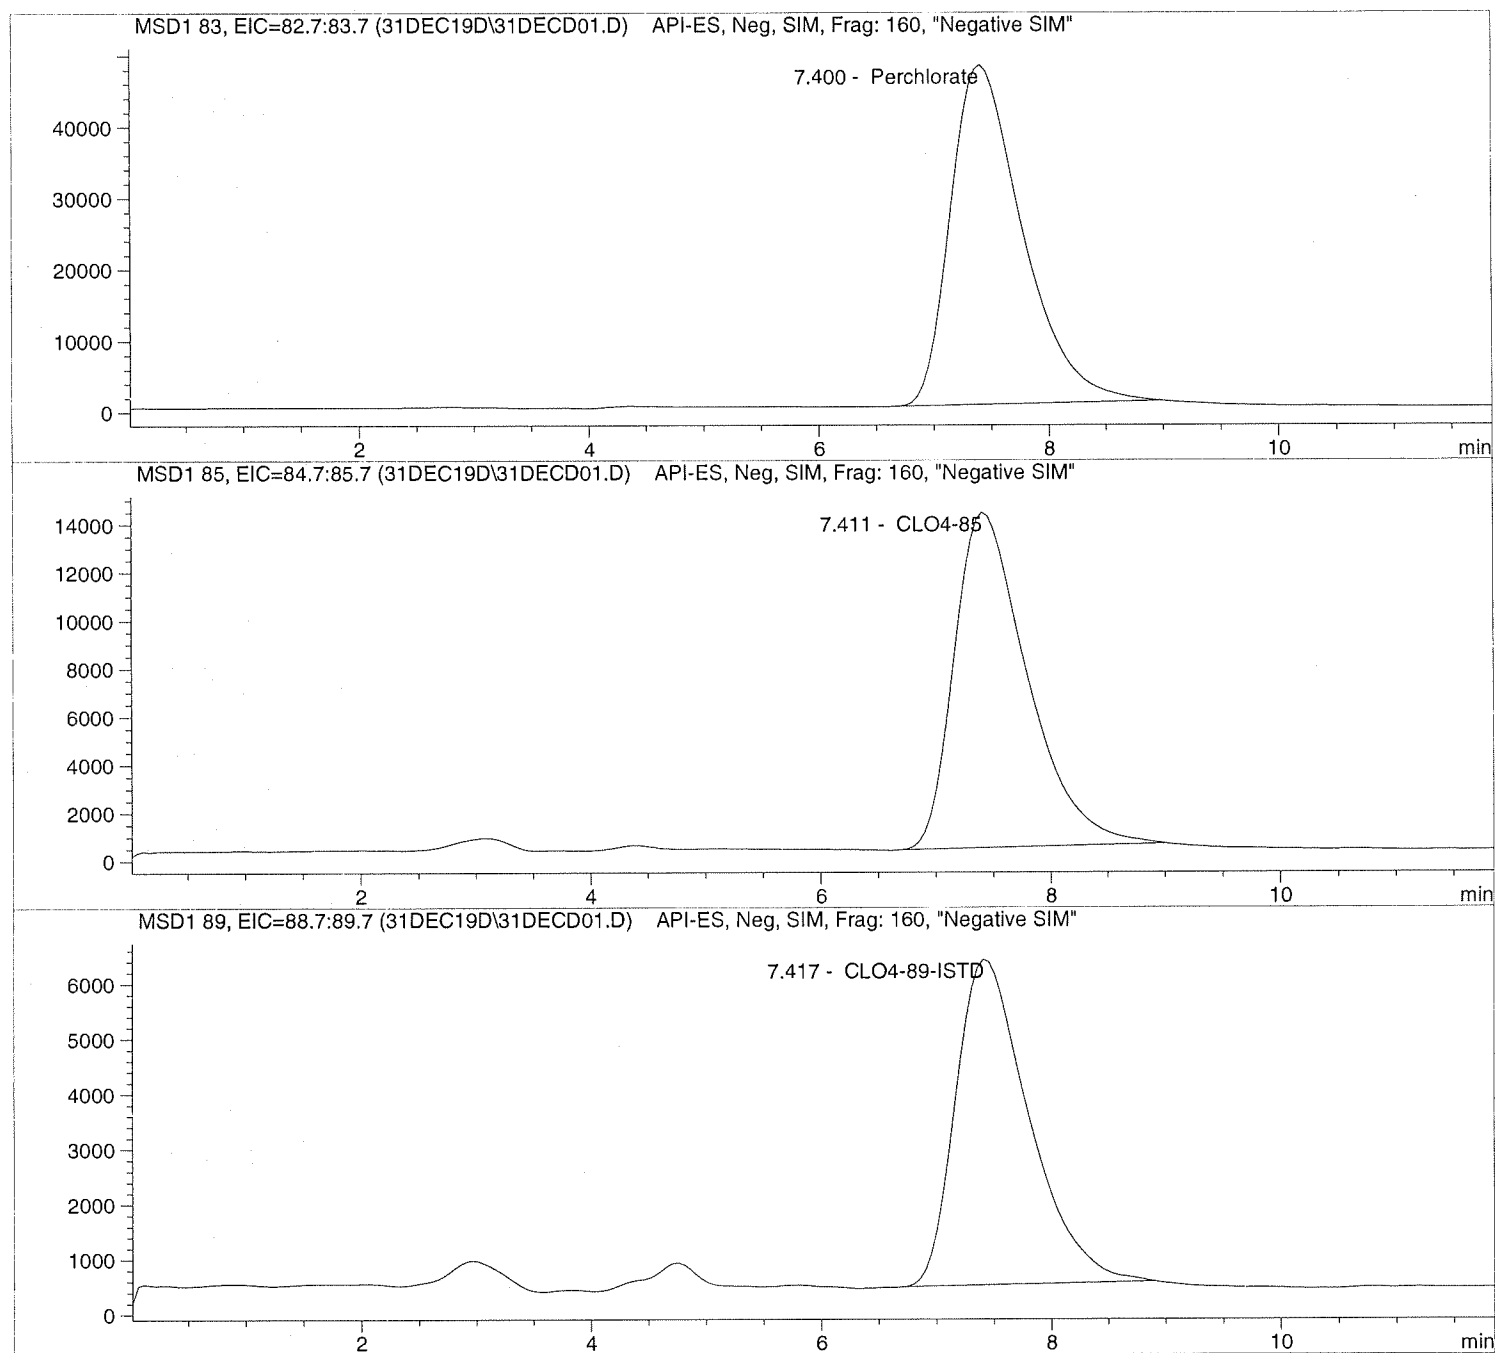 MSD1 83, EIC=82.7:83.7 (31DEC19D\31DECD01.D) API-ES, Neg, SIM, Frag: 160, "Negative SIM"
7.400 - Perchlorate
40000
30000
20000
10000
0
2 4 6 8 10 min
MSD1 85, EIC=84.7:85.7 (31DEC19D\31DECD01.D) API-ES, Neg, SIM, Frag: 160, "Negative SIM"
7.411 - CLO4-85
14000
12000
10000
8000
6000
4000
2000
0
2 4 6 8 10 min
MSD1 89, EIC=88.7:89.7 (31DEC19D\31DECD01.D) API-ES, Neg, SIM, Frag: 160, "Negative SIM"
7.417 - CLO4-89-ISTD
6000
5000
4000
3000
2000
1000
0
2 4 6 8 10 min